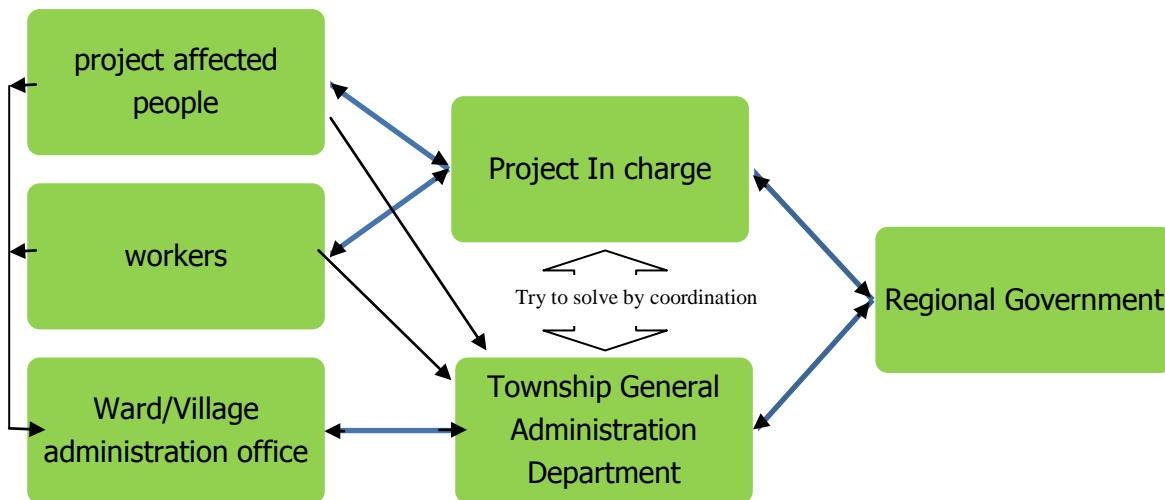 project affected
people
workers
Ward/Village
administration office
Project In charge
Try to solve by coordination
Township General
Administration
Department
Regional Government